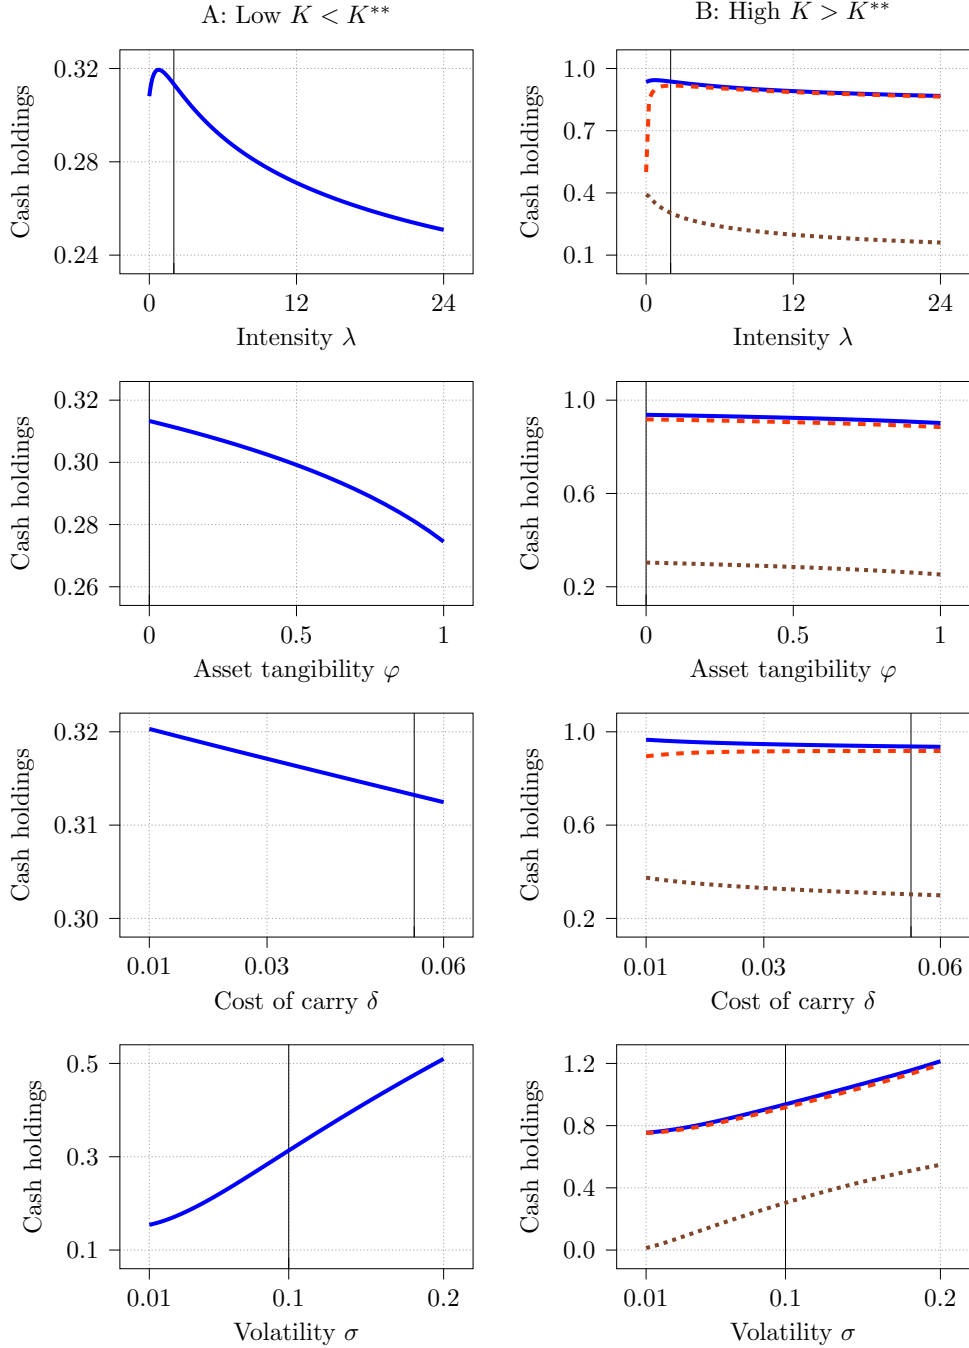 A: Low K < K**
B: High K > K**
Cash holdings
0.32
0.28
0.24
0
12
24
Intensity λ
Cash holdings
1.0
0.7
0.4
0.1
0
12
24
Intensity λ
Cash holdings
0.32
0.30
0.28
0.26
0
0.5
1
Asset tangibility φ
Cash holdings
1.0
0.6
0.2
0
0.5
1
Asset tangibility φ
Cash holdings
0.32
0.31
0.30
0.01
0.03
0.06
Cost of carry δ
Cash holdings
1.0
0.6
0.2
0.01
0.03
0.06
Cost of carry δ
Cash holdings
0.5
0.3
0.1
0.01
0.1
0.2
Volatility σ
Cash holdings
1.2
0.8
0.4
0.0
0.01
0.1
0.2
Volatility σ